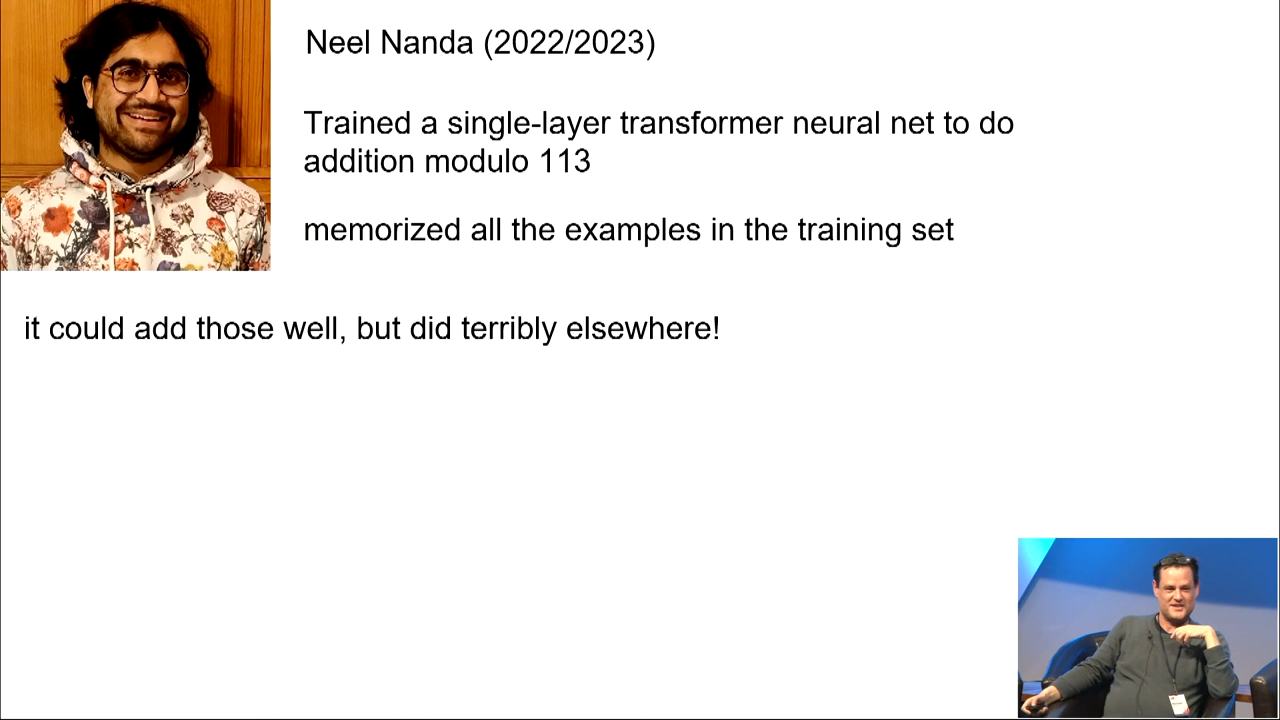 Neel Nanda (2022/2023)
Trained a single-layer transformer neural net to do
addition modulo 113
memorized all the examples in the training set
it could add those well, but did terribly elsewhere!